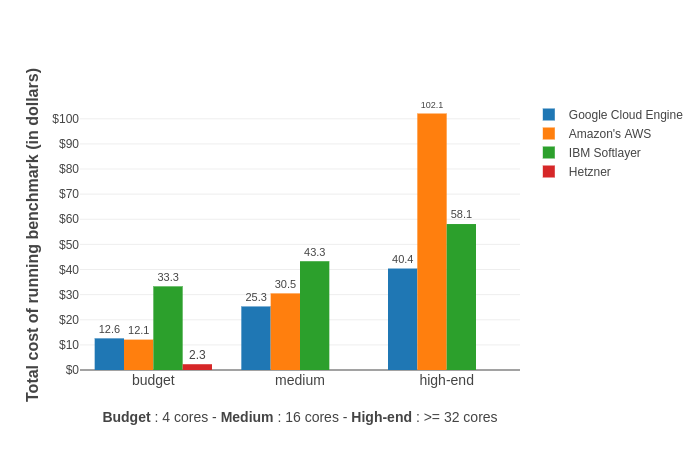 Total cost of running benchmark (in dollars)
$100
$90
$80
$70
$60
$50
$40
$30
$20
$10
$0
12.6
12.1
33.3
2.3
25.3
30.5
43.3
40.4
102.1
58.1
budget
medium
high-end
Budget : 4 cores - Medium : 16 cores - High-end : >= 32 cores
Google Cloud Engine
Amazon's AWS
IBM Softlayer
Hetzner